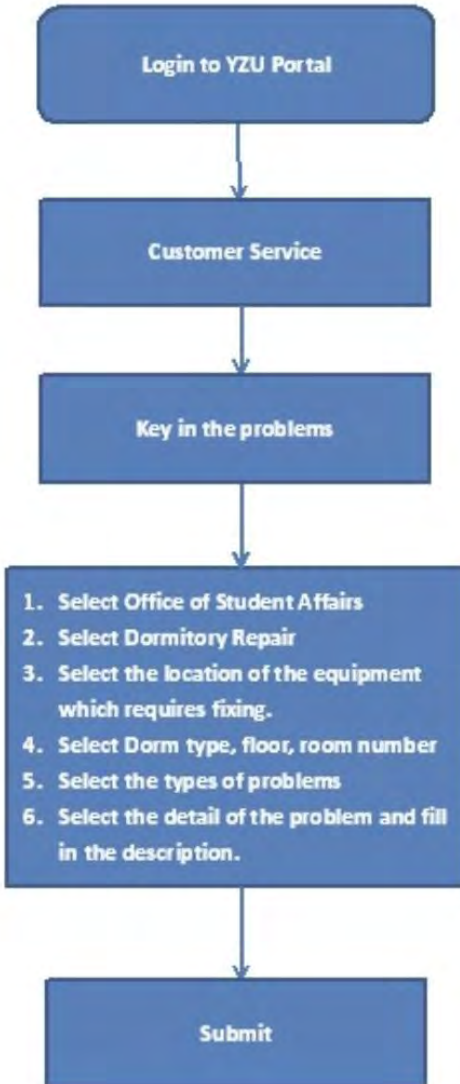 Login to YZU Portal
Customer Service
Key in the problems
1. Select Office of Student Affairs
2. Select Dormitory Repair
3. Select the location of the equipment
which requires fixing.
4. Select Dorm type, floor, room number
5. Select the types of problems
6. Select the detail of the problem and fill
in the description.
Submit